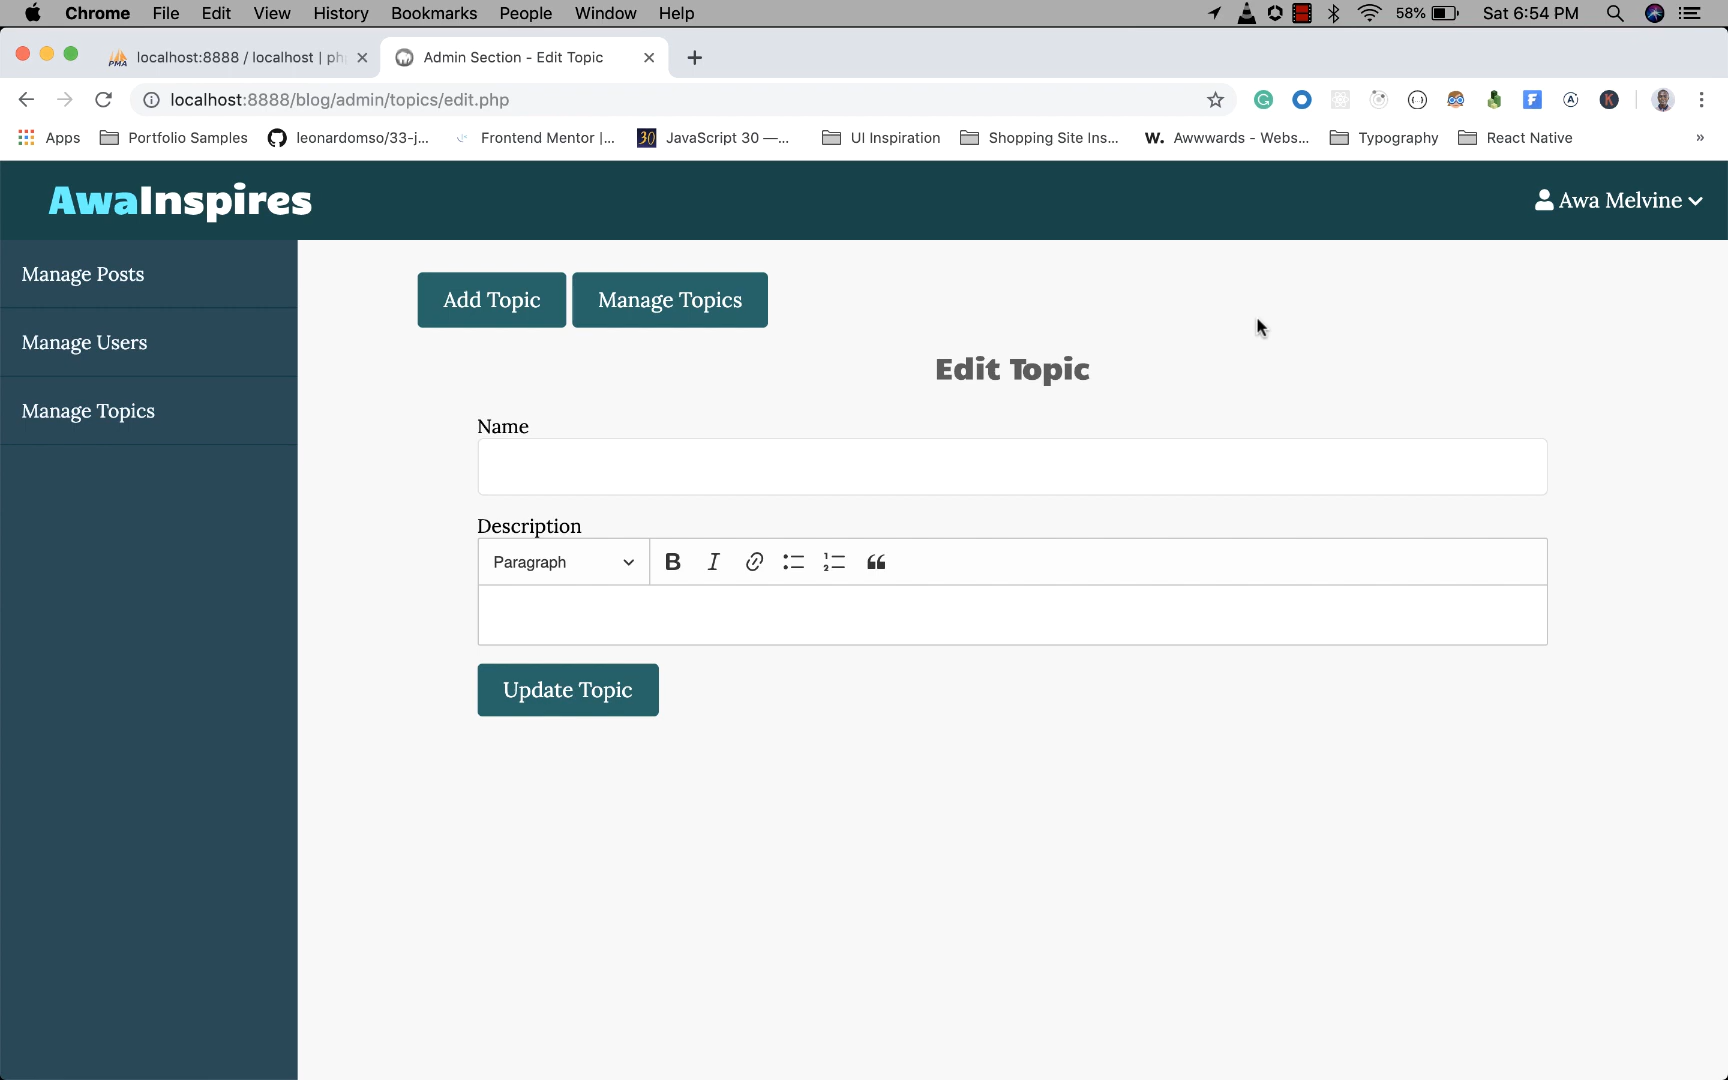 Chrome File Edit View History Bookmarks People Window Help 58% Sat 6:54 PM
PMA localhost:8888 / localhost | ph Admin Section - Edit Topic
localhost:8888/blog/admin/topics/edit.php
Apps Portfolio Samples leonardomso/33-j... Frontend Mentor |... 30 JavaScript 30 —... UI Inspiration Shopping Site Ins... W. Awwwards - Webs... Typography React Native »
AwaInspires Awa Melvine
Manage Posts
Manage Users
Manage Topics
Add Topic Manage Topics
Edit Topic
Name
Description
Paragraph B I
Update Topic